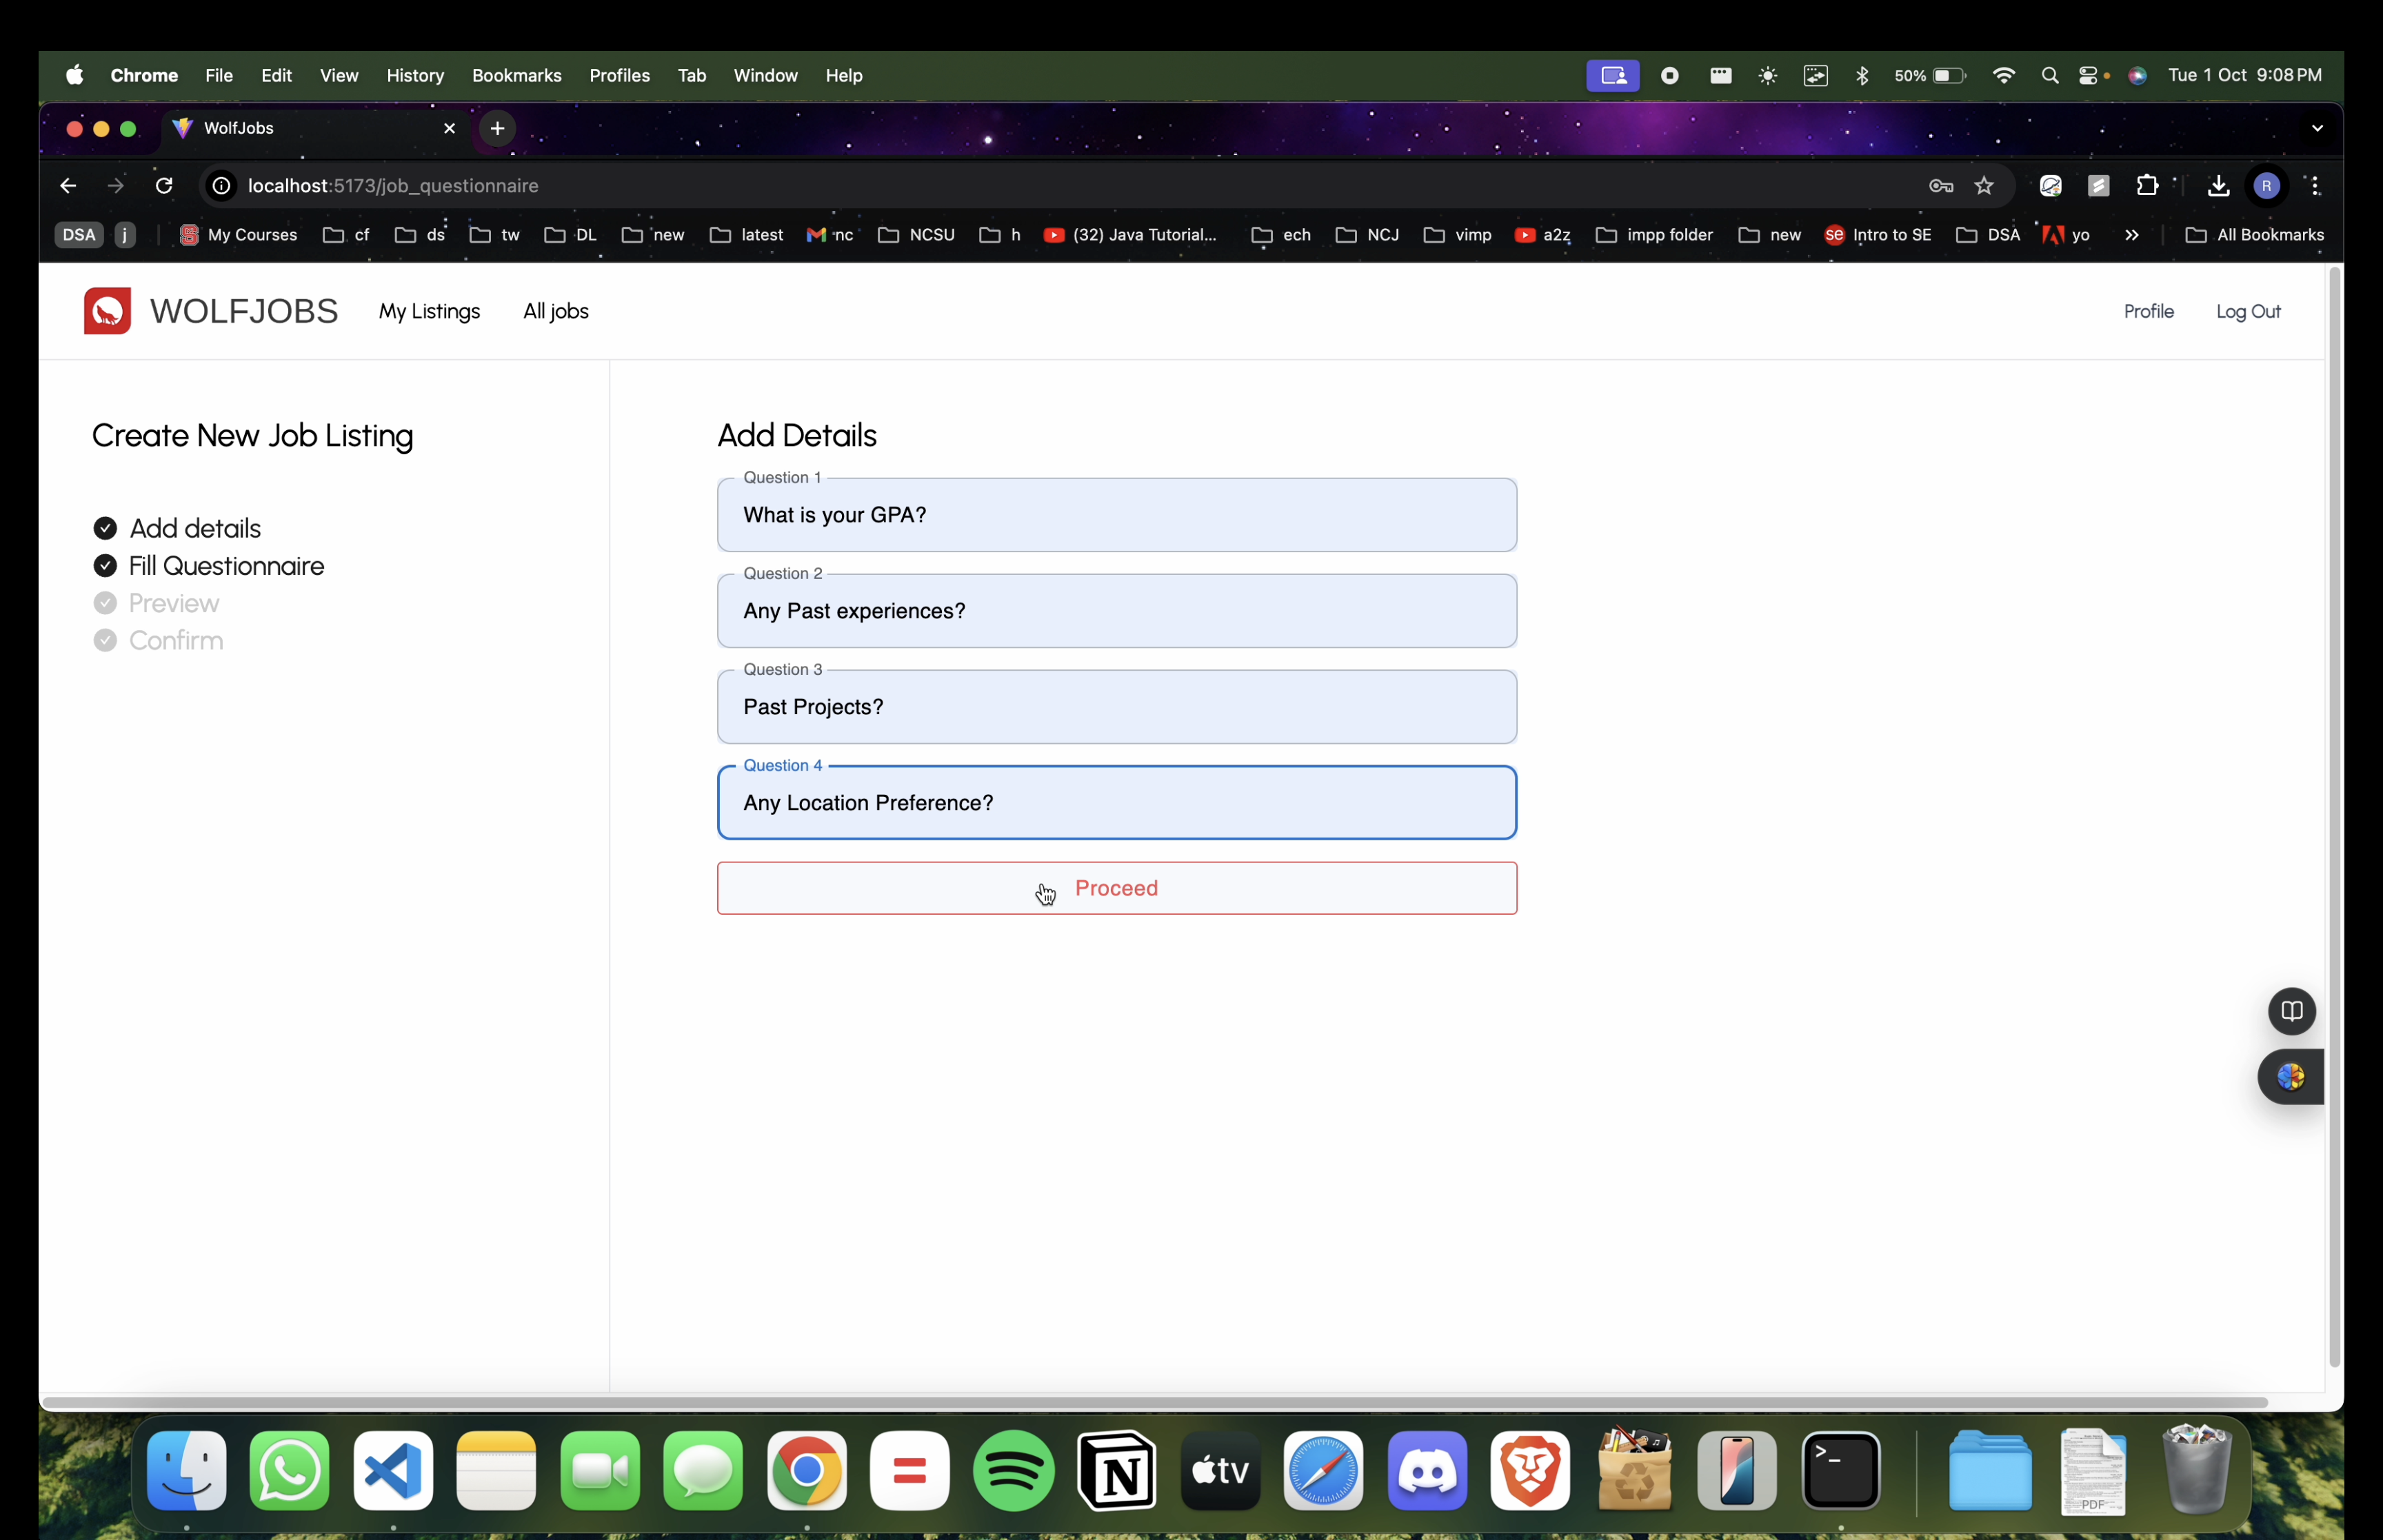 Chrome File Edit View History Bookmarks Profiles Tab Window Help 50% Tue 1 Oct 9:08 PM
WolfJobs
localhost:5173/job_questionnaire R
DSA j My Courses cf ds tw DL new latest nc NCSU h (32) Java Tutorial... ech NCJ vimp a2z impp folder new se Intro to SE DSA yo » All Bookmarks
WOLFJOBS My Listings All jobs Profile Log Out
Create New Job Listing
Add details
Fill Questionnaire
Preview
Confirm
Add Details
Question 1
What is your GPA?
Question 2
Any Past experiences?
Question 3
Past Projects?
Question 4
Any Location Preference?
Proceed
N tv >_ PDF